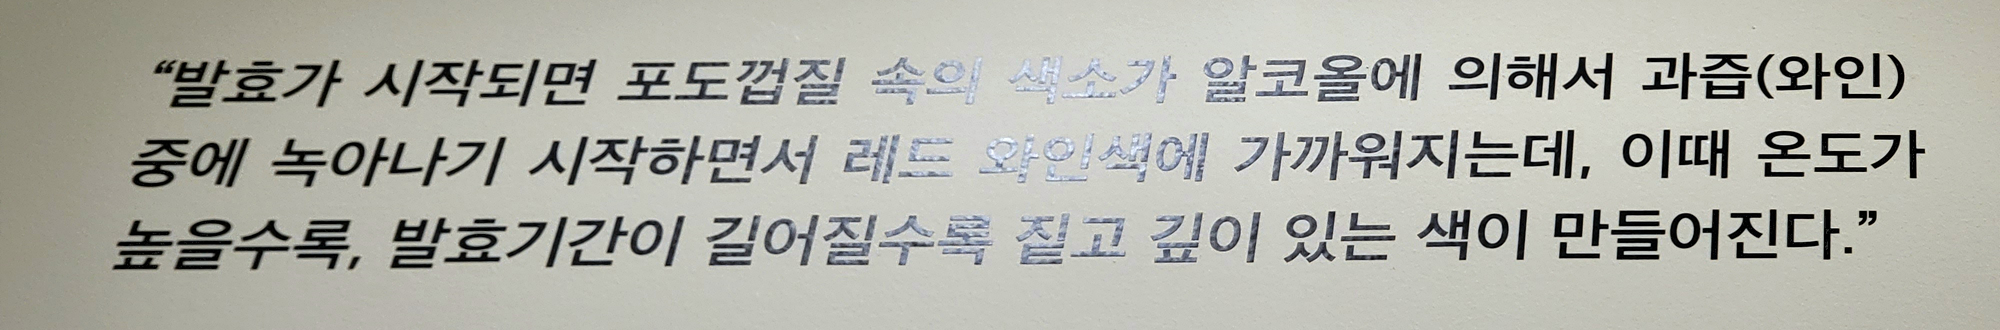 “발효가 시작되면 포도껍질 속의 색소가 알코올에 의해서 과즙(와인)
중에 녹아나기 시작하면서 레드 와인색에 가까워지는데, 이때 온도가
높을수록, 발효기간이 길어질수록 짙고 깊이 있는 색이 만들어진다.”